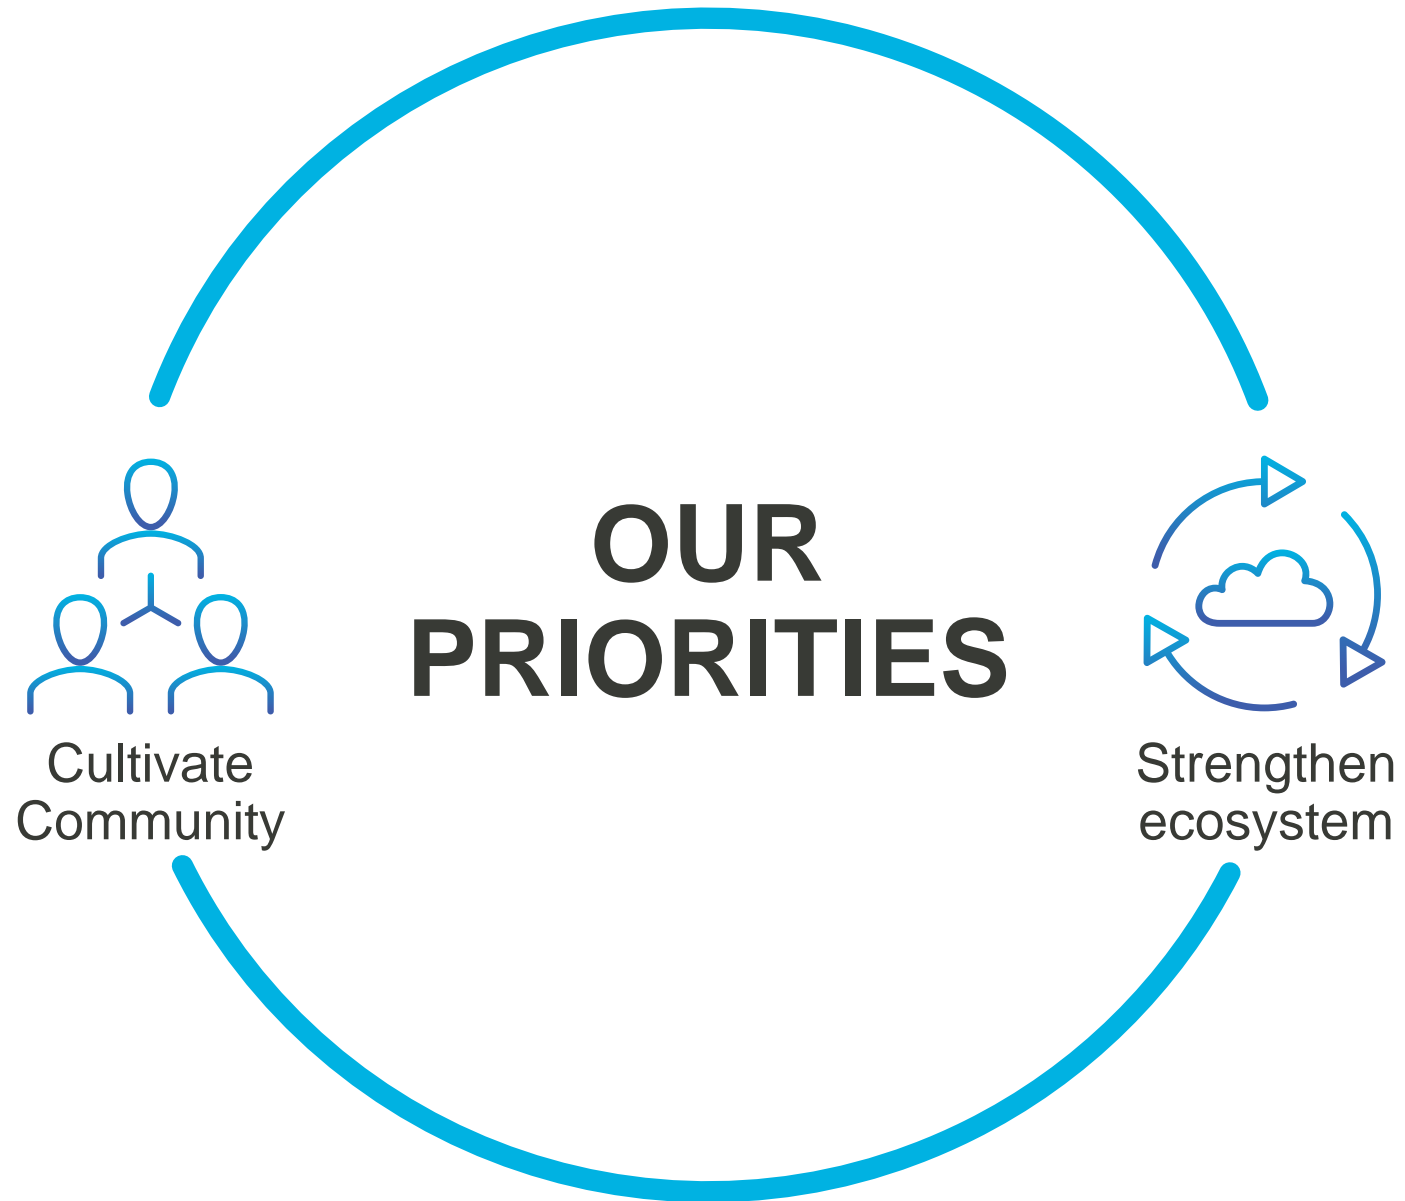 OUR
PRIORITIES
Cultivate
Community
Strengthen
ecosystem